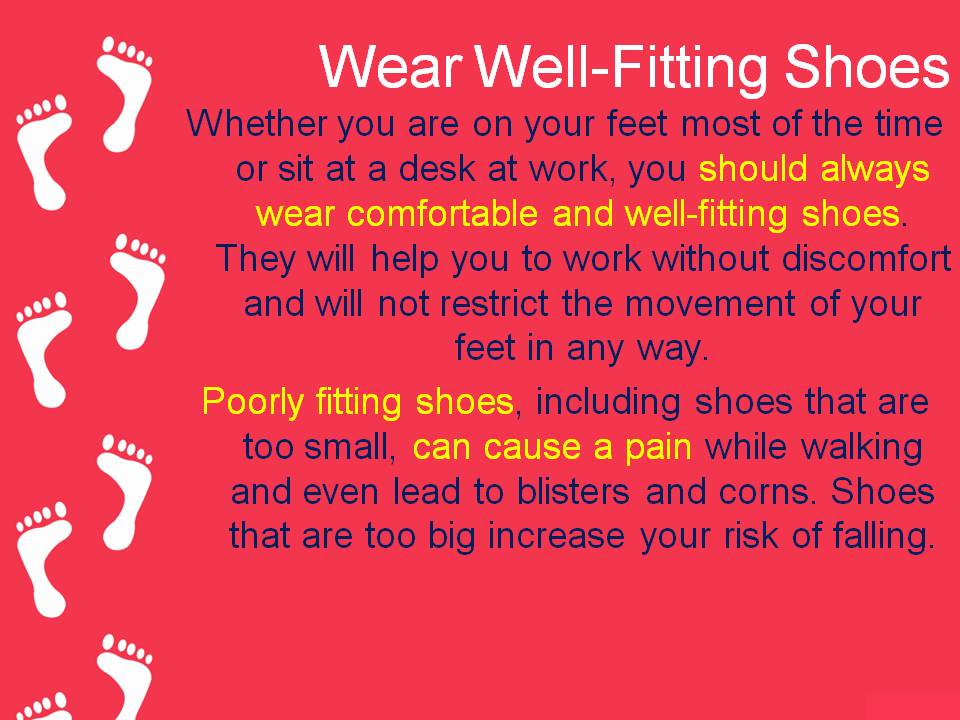 Wear Well-Fitting Shoes
Whether you are on your feet most of the time
or sit at a desk at work, you should always
wear comfortable and well-fitting shoes.
They will help you to work without discomfort
and will not restrict the movement of your
feet in any way.
Poorly fitting shoes, including shoes that are
too small, can cause a pain while walking
and even lead to blisters and corns. Shoes
that are too big increase your risk of falling.